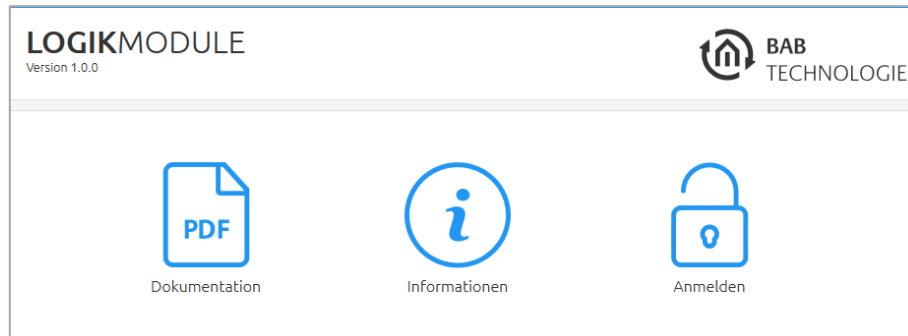 LOGIKMODULE
Version 1.0.0
BAB
TECHNOLOGIE
PDF
i
Dokumentation
Informationen
Anmelden